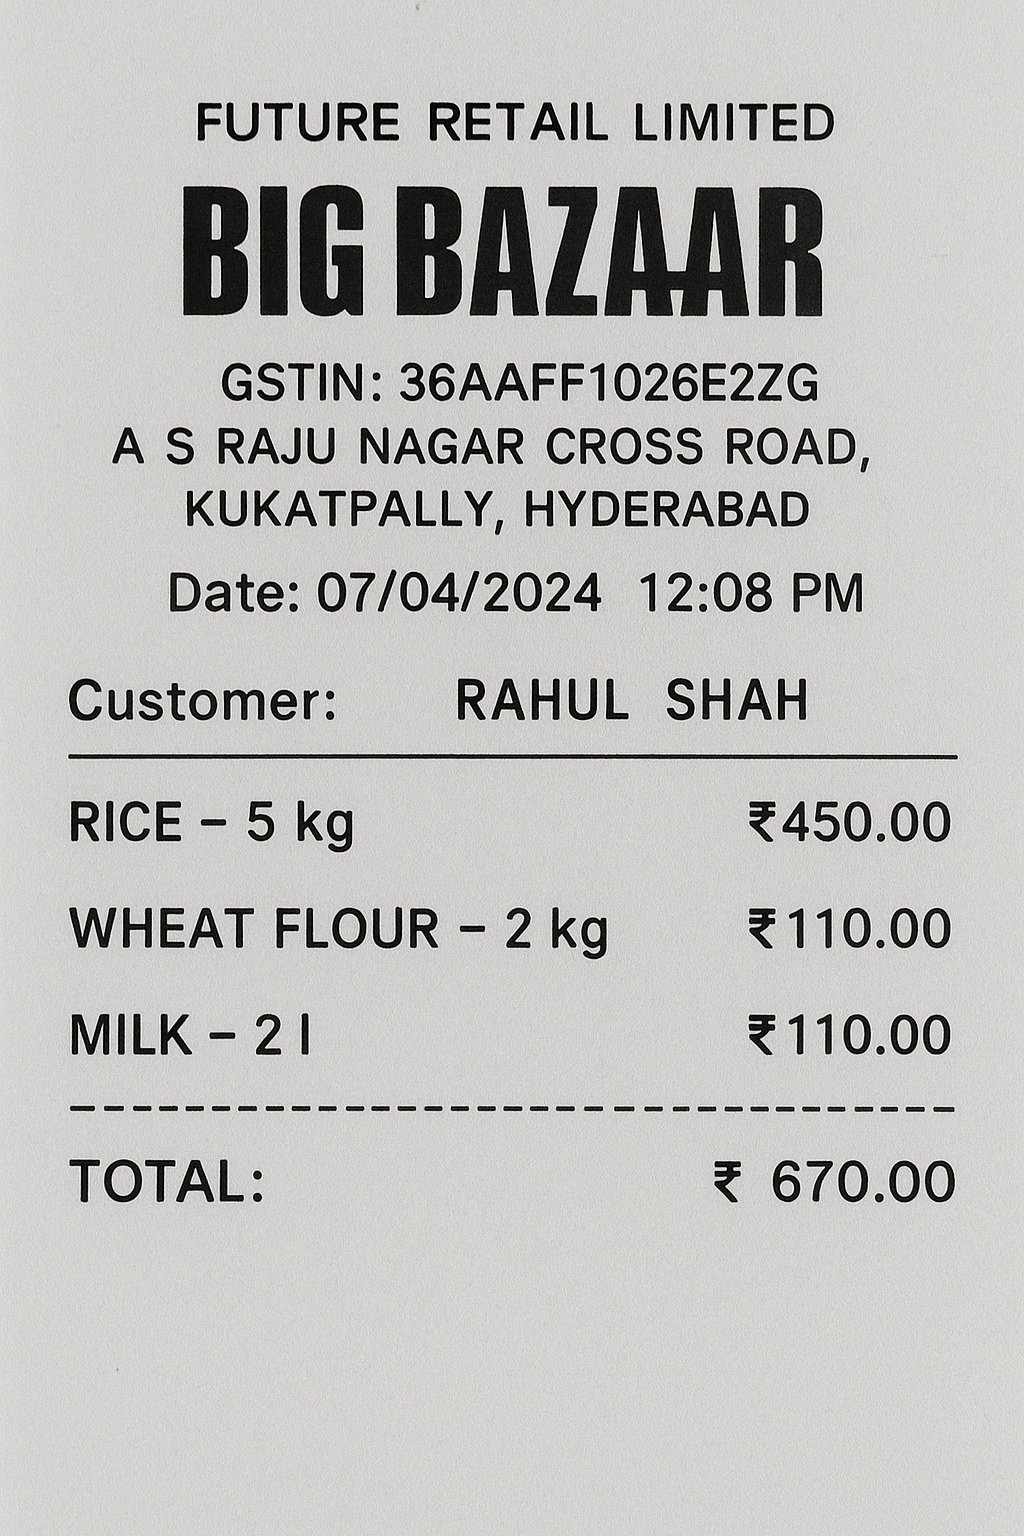 FUTURE RETAIL LIMITED
BIG BAZAAR
GSTIN: 36AAFF1026E2ZG
A S RAJU NAGAR CROSS ROAD,
KUKATPALLY, HYDERABAD
Date: 07/04/2024 12:08 PM
Customer: RAHUL SHAH
RICE – 5 kg ₹450.00
WHEAT FLOUR – 2 kg ₹110.00
MILK – 2 l ₹110.00
TOTAL: ₹ 670.00